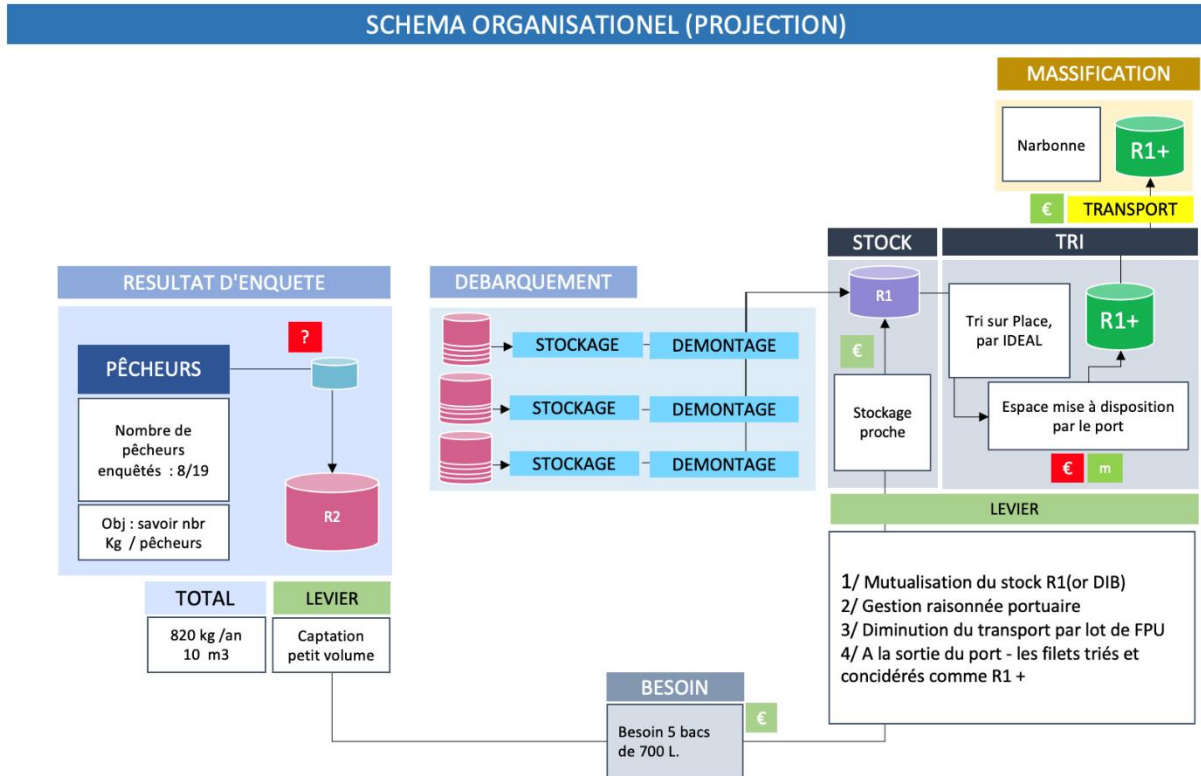 SCHEMA ORGANISATIONEL (PROJECTION)
MASSIFICATION
Narbonne
R1+
€
TRANSPORT
STOCK
TRI
R1
Tri sur Place,
par IDEAL
R1+
€
Stockage
proche
Espace mise à disposition
par le port
€
m
RESULTAT D'ENQUETE
?
PÊCHEURS
Nombre de
pêcheurs
enquêtés : 8/19
R2
Obj : savoir nbr
Kg / pêcheurs
TOTAL
820 kg /an
10 m3
LEVIER
Captation
petit volume
DEBARQUEMENT
STOCKAGE
DEMONTAGE
STOCKAGE
DEMONTAGE
STOCKAGE
DEMONTAGE
LEVIER
1/ Mutualisation du stock R1(or DIB)
2/ Gestion raisonnée portuaire
3/ Diminution du transport par lot de FPU
4/ A la sortie du port - les filets triés et
concidérés comme R1 +
BESOIN
€
Besoin 5 bacs
de 700 L.